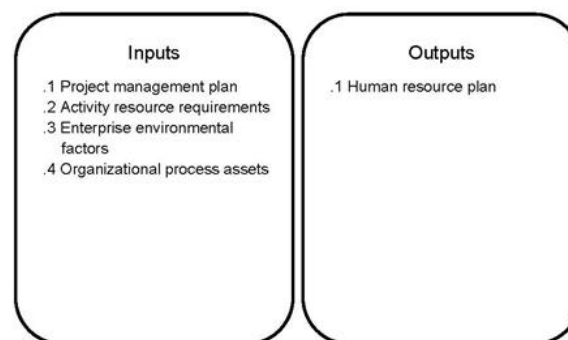 Inputs
.1 Project management plan
.2 Activity resource requirements
.3 Enterprise environmental
factors
.4 Organizational process assets
Outputs
.1 Human resource plan